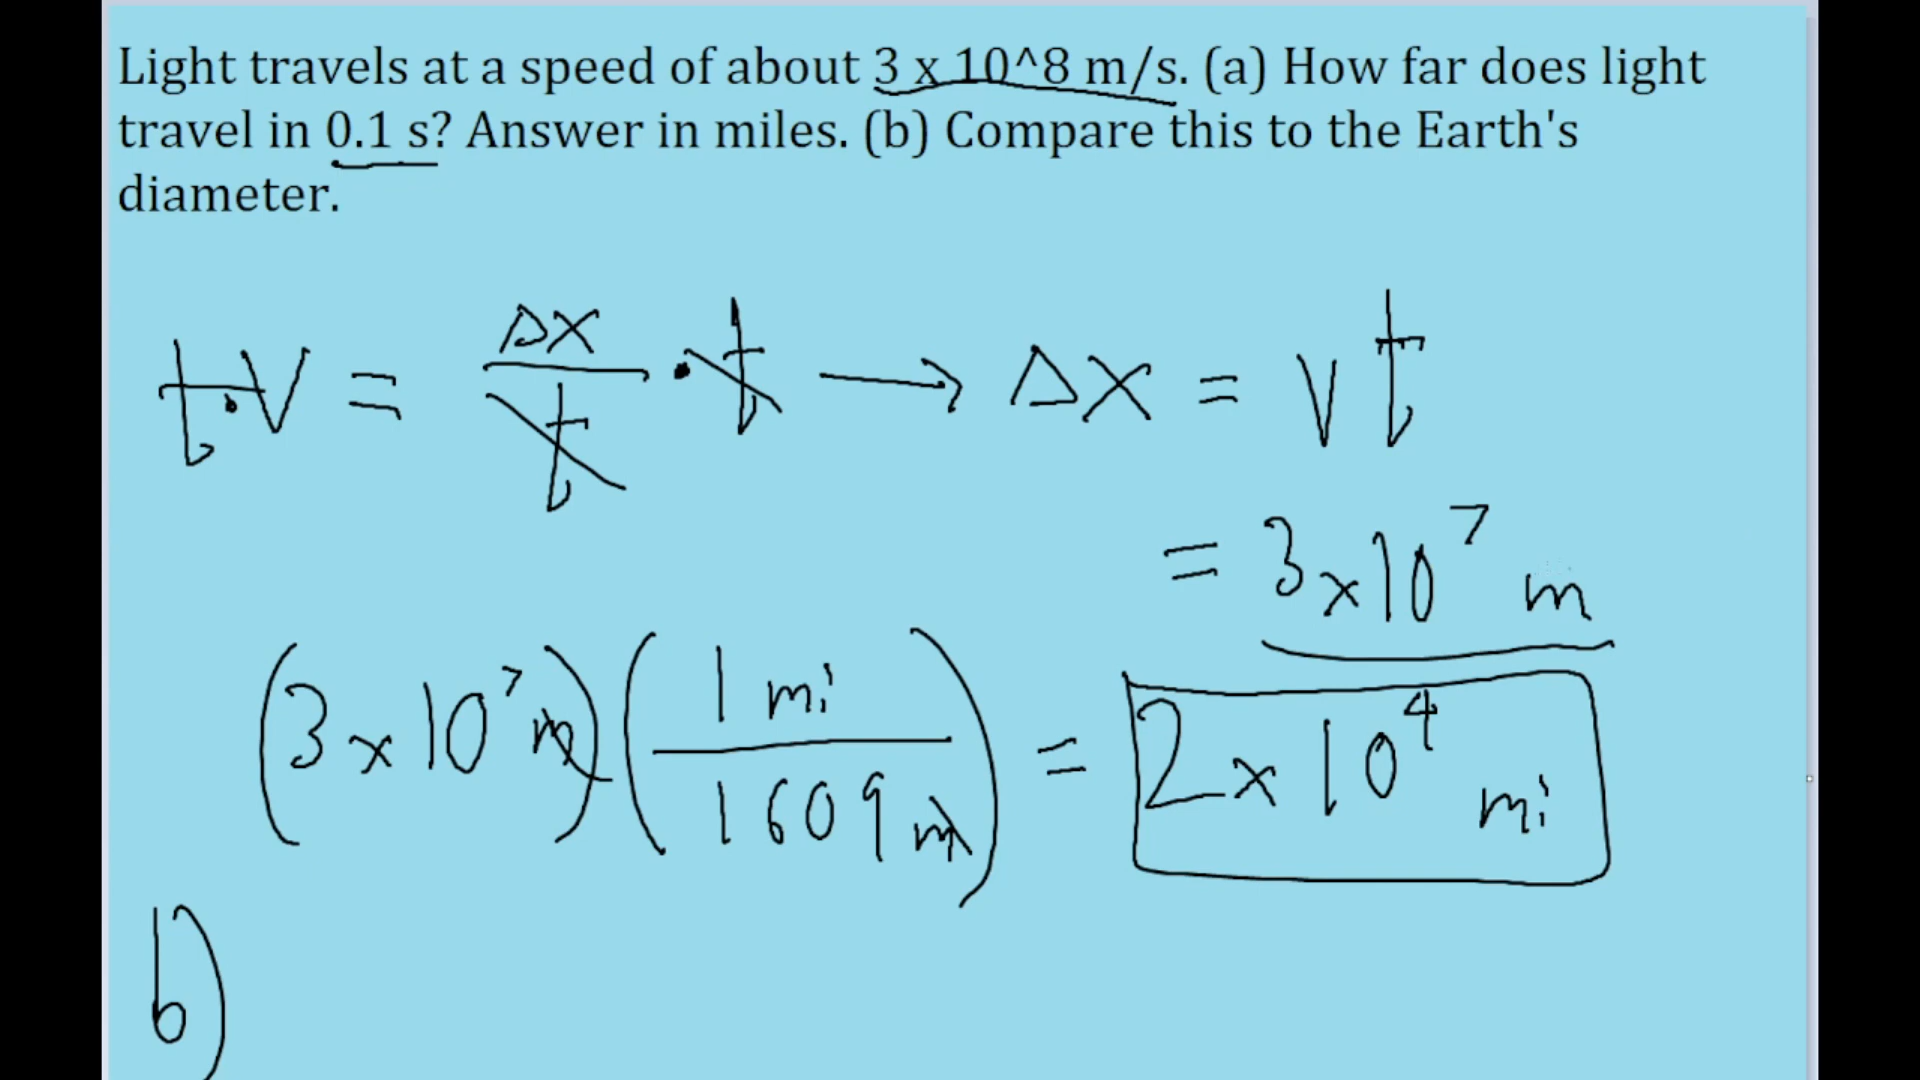 Light travels at a speed of about 3 x 10^8 m/s. (a) How far does light
travel in 0.1 s? Answer in miles. (b) Compare this to the Earth's
diameter.
t·V = Δx/t · t → Δx = vt
= 3x10⁷ m
(3x10⁷m)(1 mi/1609 m) = 2x10⁴ mi
b)